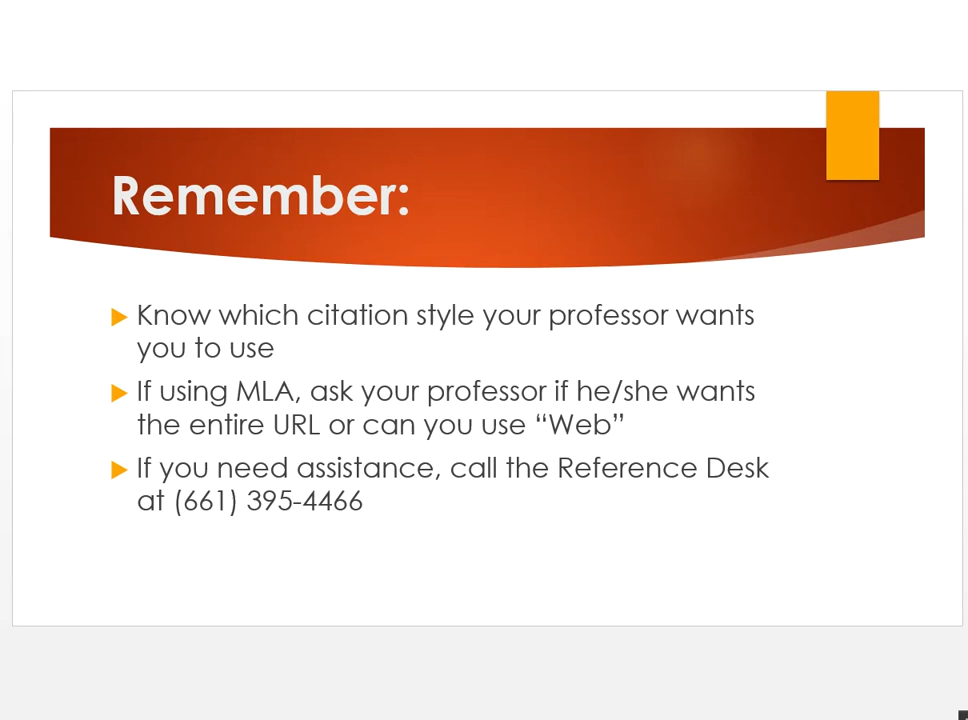 Remember:
Know which citation style your professor wants
you to use
If using MLA, ask your professor if he/she wants
the entire URL or can you use “Web”
If you need assistance, call the Reference Desk
at (661) 395-4466